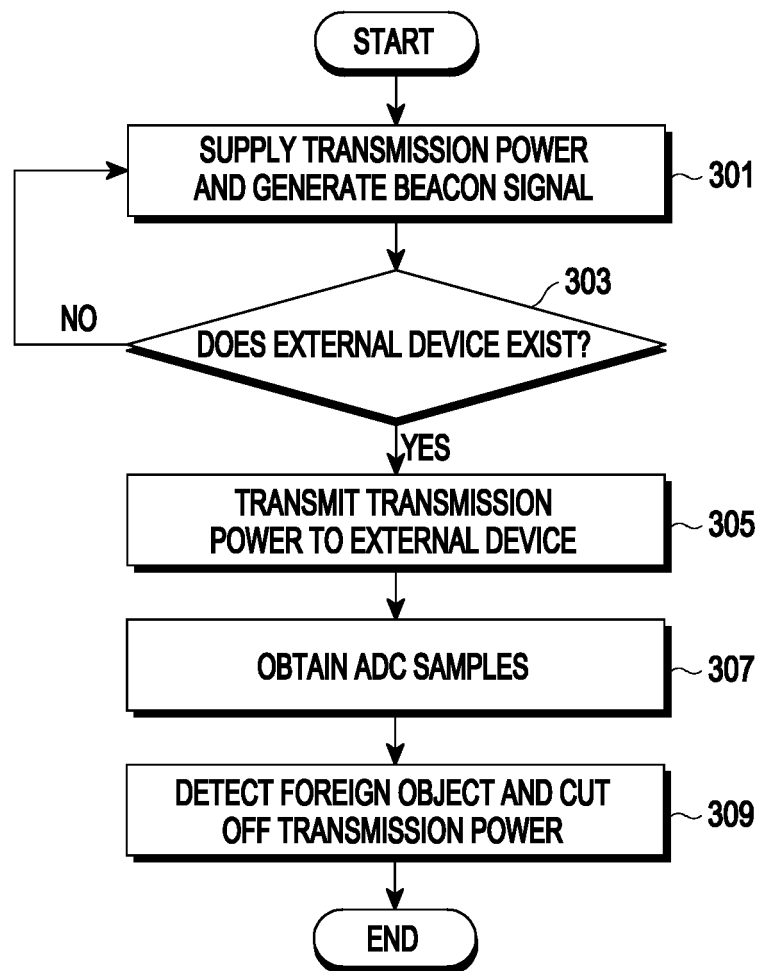 START
SUPPLY TRANSMISSION POWER
AND GENERATE BEACON SIGNAL
301
303
NO
DOES EXTERNAL DEVICE EXIST?
YES
TRANSMIT TRANSMISSION
POWER TO EXTERNAL DEVICE
305
OBTAIN ADC SAMPLES
307
DETECT FOREIGN OBJECT AND CUT
OFF TRANSMISSION POWER
309
END